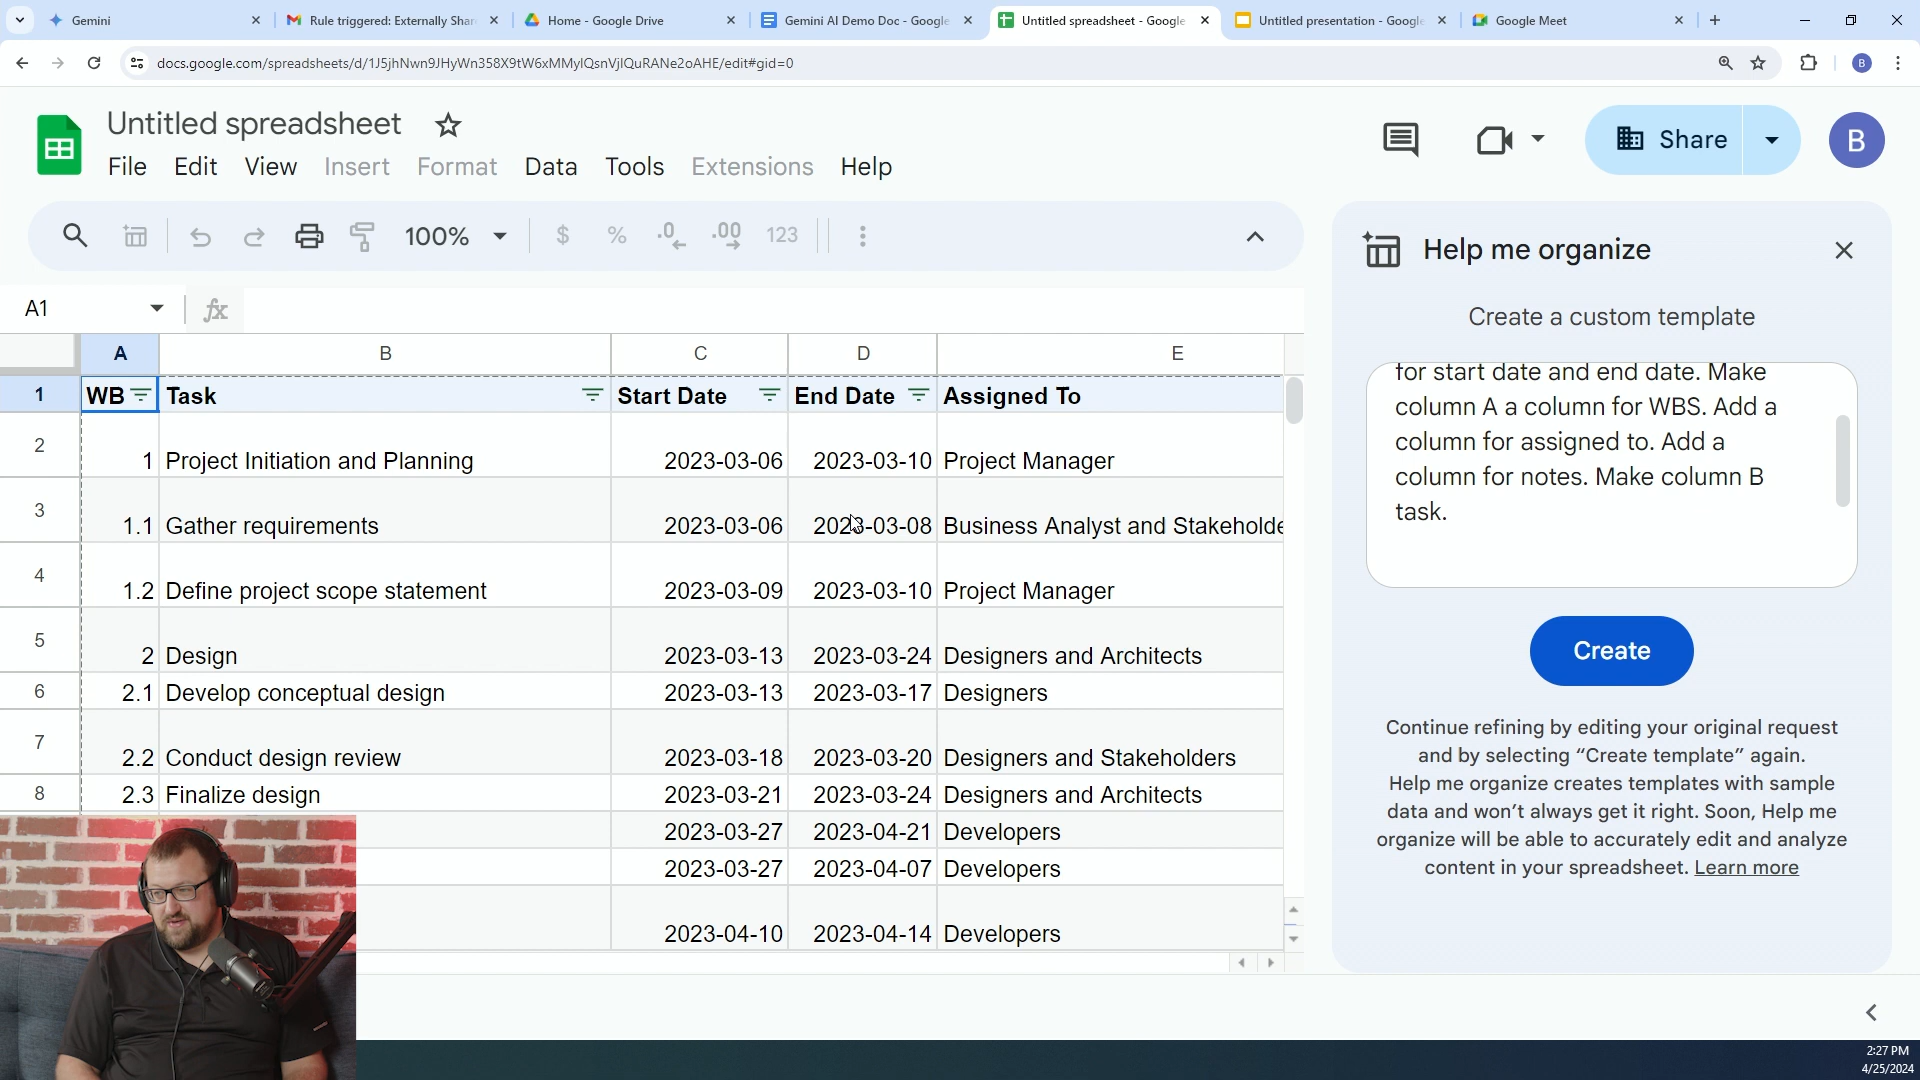 Gemini
Rule triggered: Externally Shar
Home - Google Drive
Gemini AI Demo Doc - Google
Untitled spreadsheet - Google
Untitled presentation - Google
Google Meet
docs.google.com/spreadsheets/d/1J5jhNwn9JHyWn358X9tW6xMMylQsnVjlQuRANe2oAHE/edit#gid=0
B
Untitled spreadsheet
File Edit View Insert Format Data Tools Extensions Help
Share
B
100% $ % .0 .00 123
A1 fx
A B C D E
1 WB Task Start Date End Date Assigned To
2 1 Project Initiation and Planning 2023-03-06 2023-03-10 Project Manager
3 1.1 Gather requirements 2023-03-06 2023-03-08 Business Analyst and Stakeholde
4 1.2 Define project scope statement 2023-03-09 2023-03-10 Project Manager
5 2 Design 2023-03-13 2023-03-24 Designers and Architects
6 2.1 Develop conceptual design 2023-03-13 2023-03-17 Designers
7 2.2 Conduct design review 2023-03-18 2023-03-20 Designers and Stakeholders
8 2.3 Finalize design 2023-03-21 2023-03-24 Designers and Architects
2023-03-27 2023-04-21 Developers
2023-03-27 2023-04-07 Developers
2023-04-10 2023-04-14 Developers
Help me organize
Create a custom template
for start date and end date. Make
column A a column for WBS. Add a
column for assigned to. Add a
column for notes. Make column B
task.
Create
Continue refining by editing your original request
and by selecting “Create template” again.
Help me organize creates templates with sample
data and won’t always get it right. Soon, Help me
organize will be able to accurately edit and analyze
content in your spreadsheet. Learn more
2:27 PM
4/25/2024